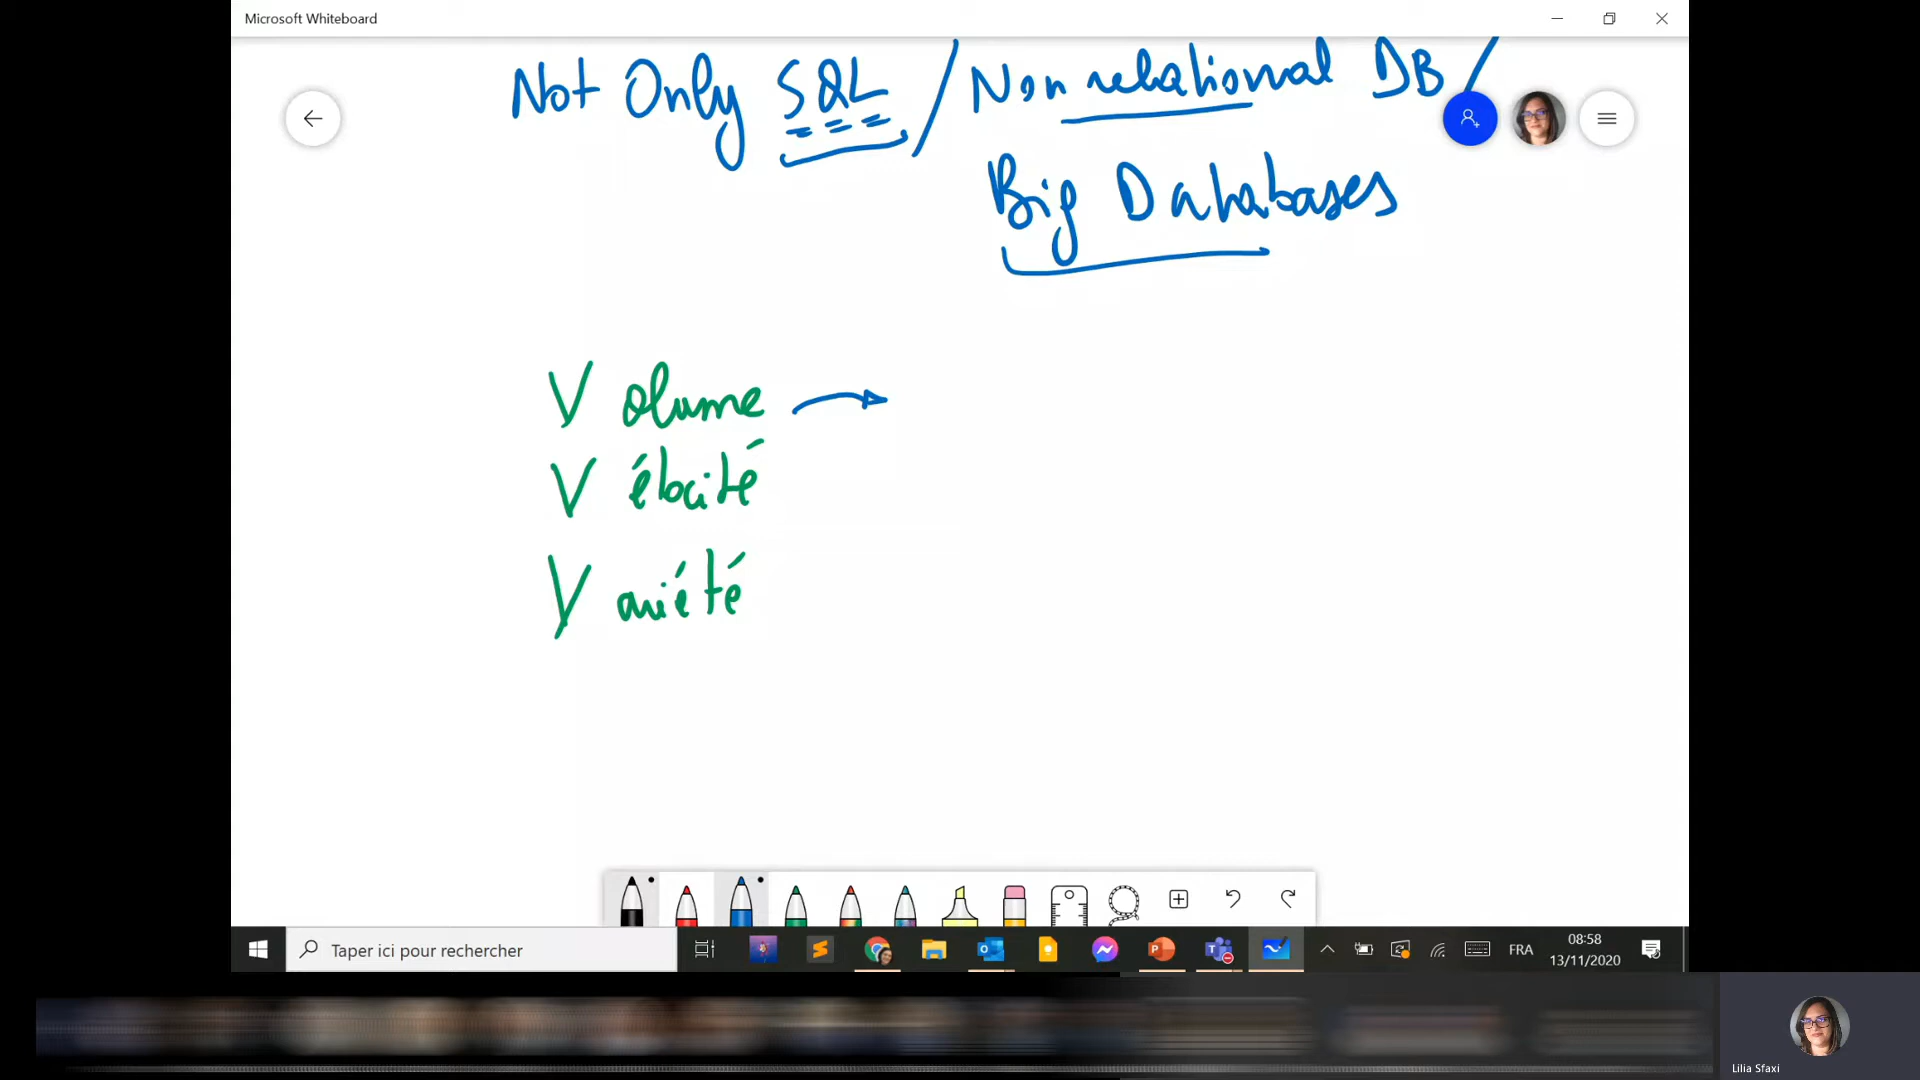 Microsoft Whiteboard
Not Only SQL / Non relational DB /
Big Databases
Volume →
Vélocité
Variété
Taper ici pour rechercher
FRA
08:58
13/11/2020
Lilia Sfaxi